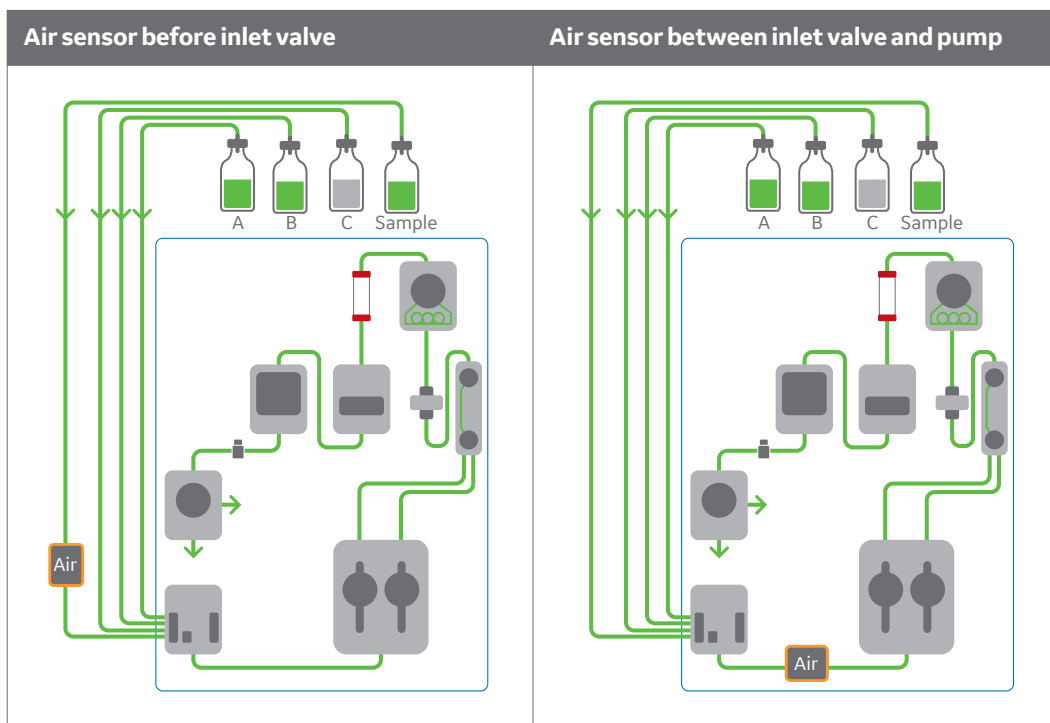 Air sensor before inlet valve
Air sensor between inlet valve and pump
A B C Sample
Air
A B C Sample
Air